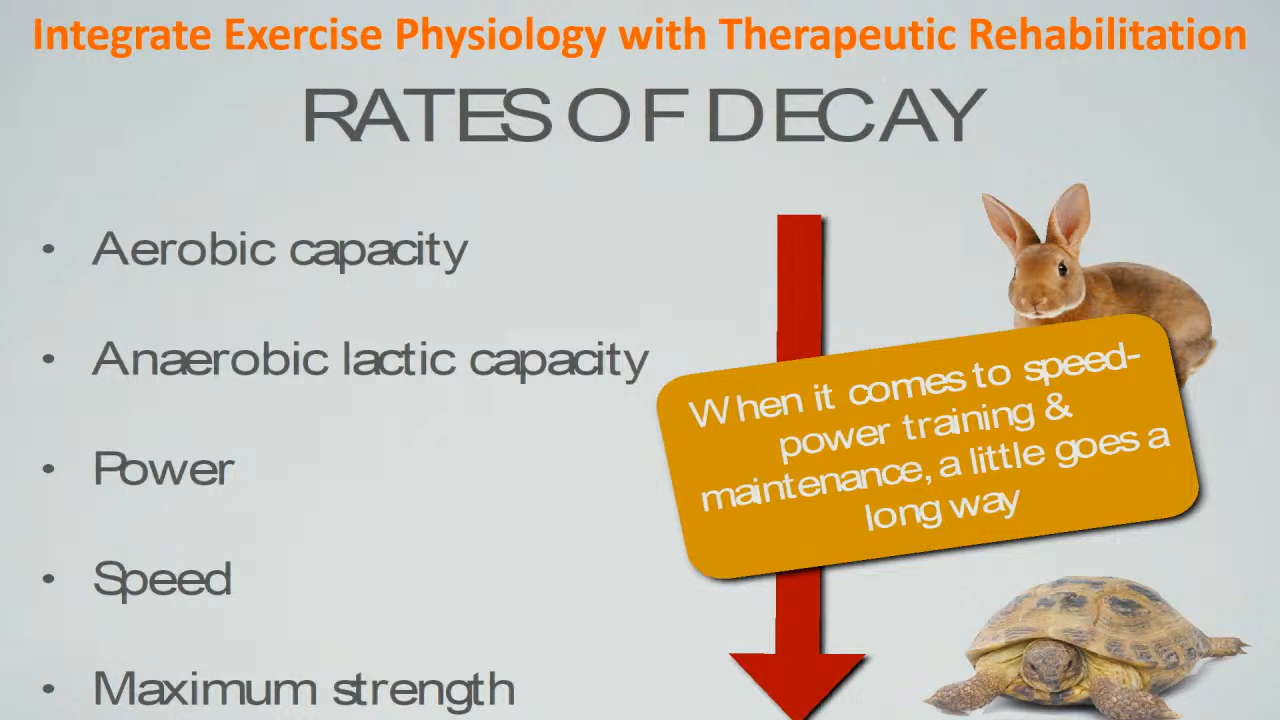 Integrate Exercise Physiology with Therapeutic Rehabilitation
RATES OF DECAY
• Aerobic capacity
• Anaerobic lactic capacity
• Power
• Speed
• Maximum strength
When it comes to speed-
power training &
maintenance, a little goes a
long way